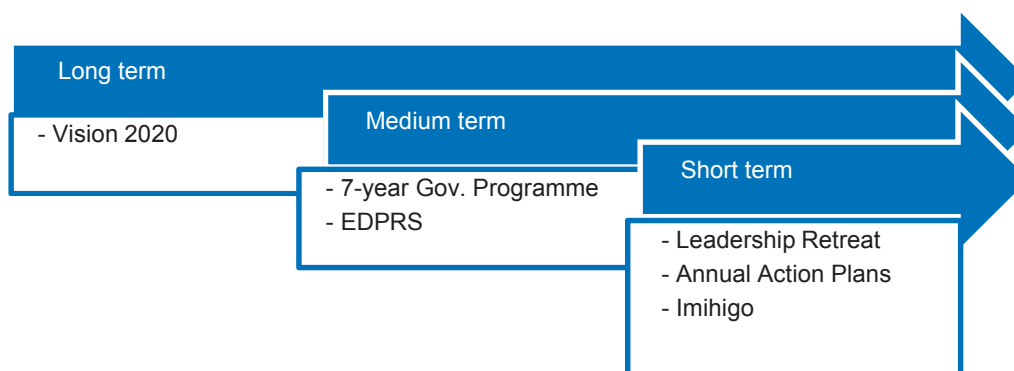 Long term
- Vision 2020
Medium term
- 7-year Gov. Programme
- EDPRS
Short term
- Leadership Retreat
- Annual Action Plans
- Imihigo